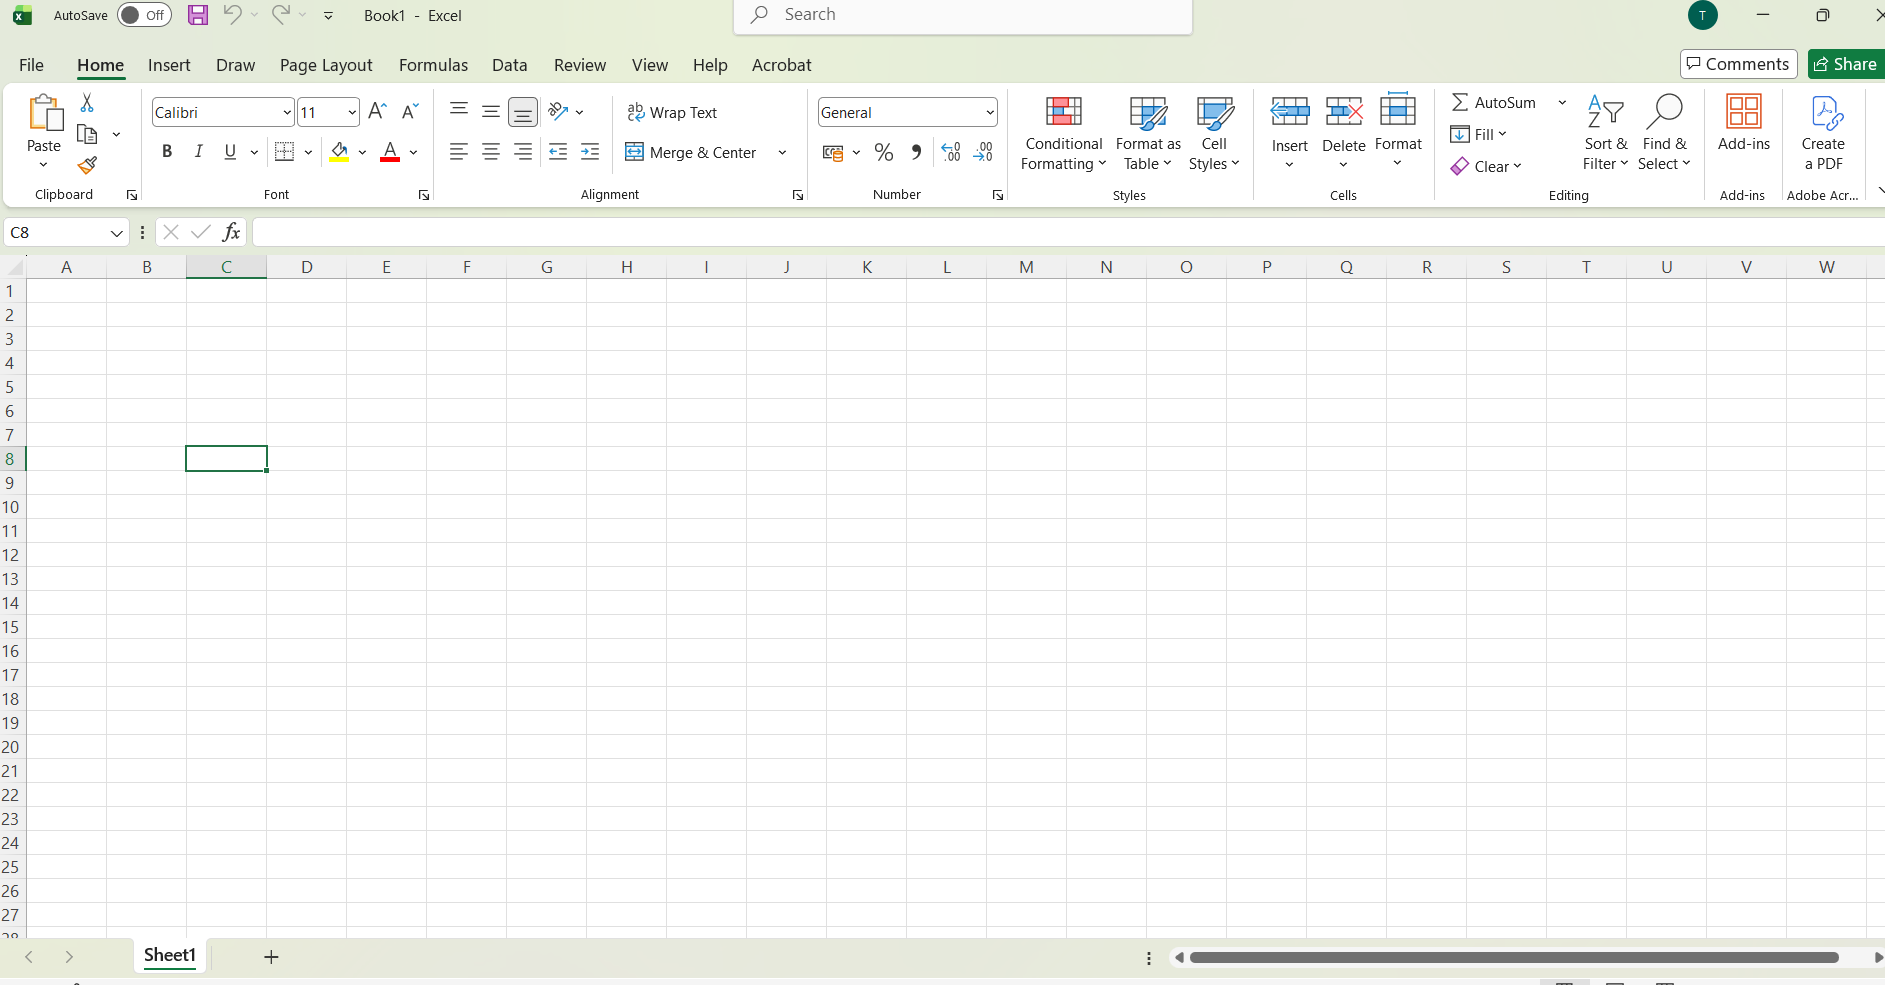 AutoSave Off Book1 - Excel Search T
File Home Insert Draw Page Layout Formulas Data Review View Help Acrobat Comments Share
Paste
Clipboard
Calibri 11
B I U A
Font
ab Wrap Text
Merge & Center
Alignment
General
% , .00 .00
Number
Conditional Formatting
Format as Table
Cell Styles
Styles
Insert Delete Format
Cells
AutoSum
Fill
Clear
Sort & Filter
Find & Select
Editing
Add-ins
Add-ins
Create a PDF
Adobe Acr...
C8 fx
A B C D E F G H I J K L M N O P Q R S T U V W
1
2
3
4
5
6
7
8
9
10
11
12
13
14
15
16
17
18
19
20
21
22
23
24
25
26
27
28
Sheet1 +